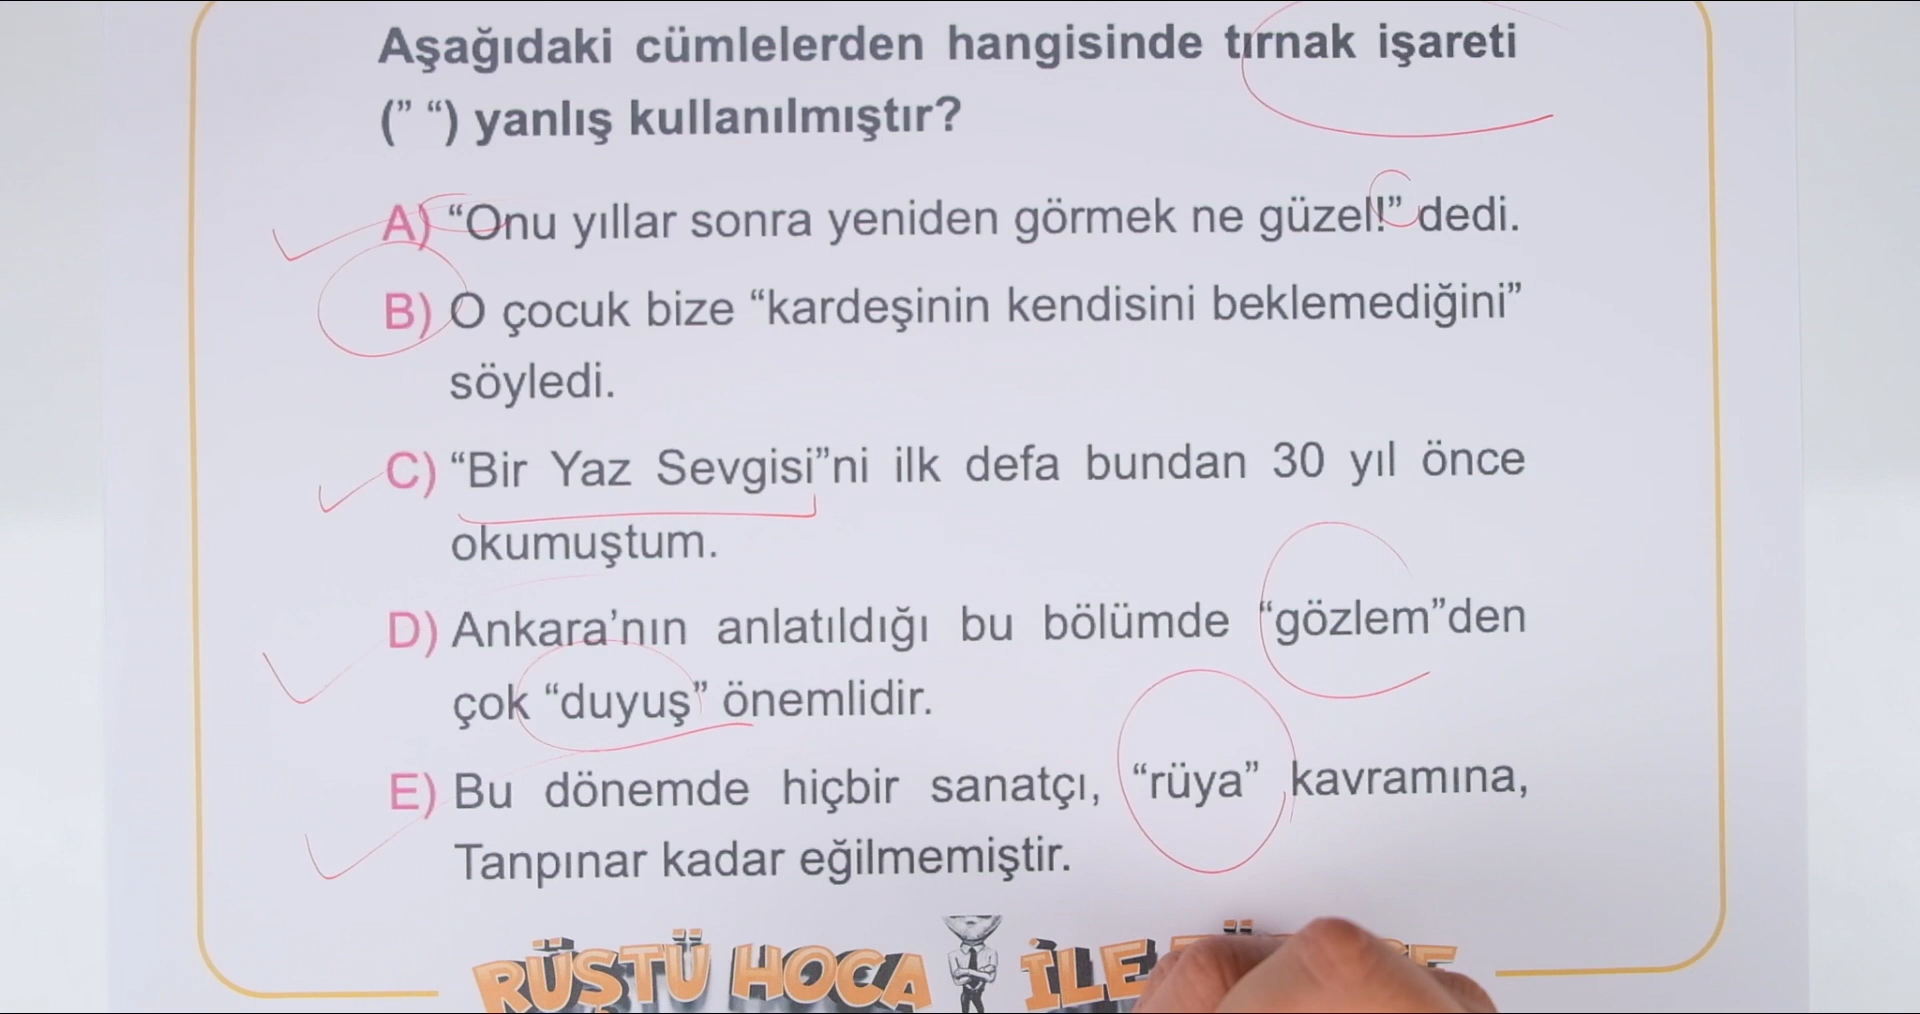 Aşağıdaki cümlelerden hangisinde tırnak işareti
(” “) yanlış kullanılmıştır?
A) “Onu yıllar sonra yeniden görmek ne güzel!” dedi.
B) O çocuk bize “kardeşinin kendisini beklemediğini”
söyledi.
C) “Bir Yaz Sevgisi”ni ilk defa bundan 30 yıl önce
okumuştum.
D) Ankara’nın anlatıldığı bu bölümde “gözlem”den
çok “duyuş” önemlidir.
E) Bu dönemde hiçbir sanatçı, “rüya” kavramına,
Tanpınar kadar eğilmemiştir.
RÜŞTÜ HOCA İLE